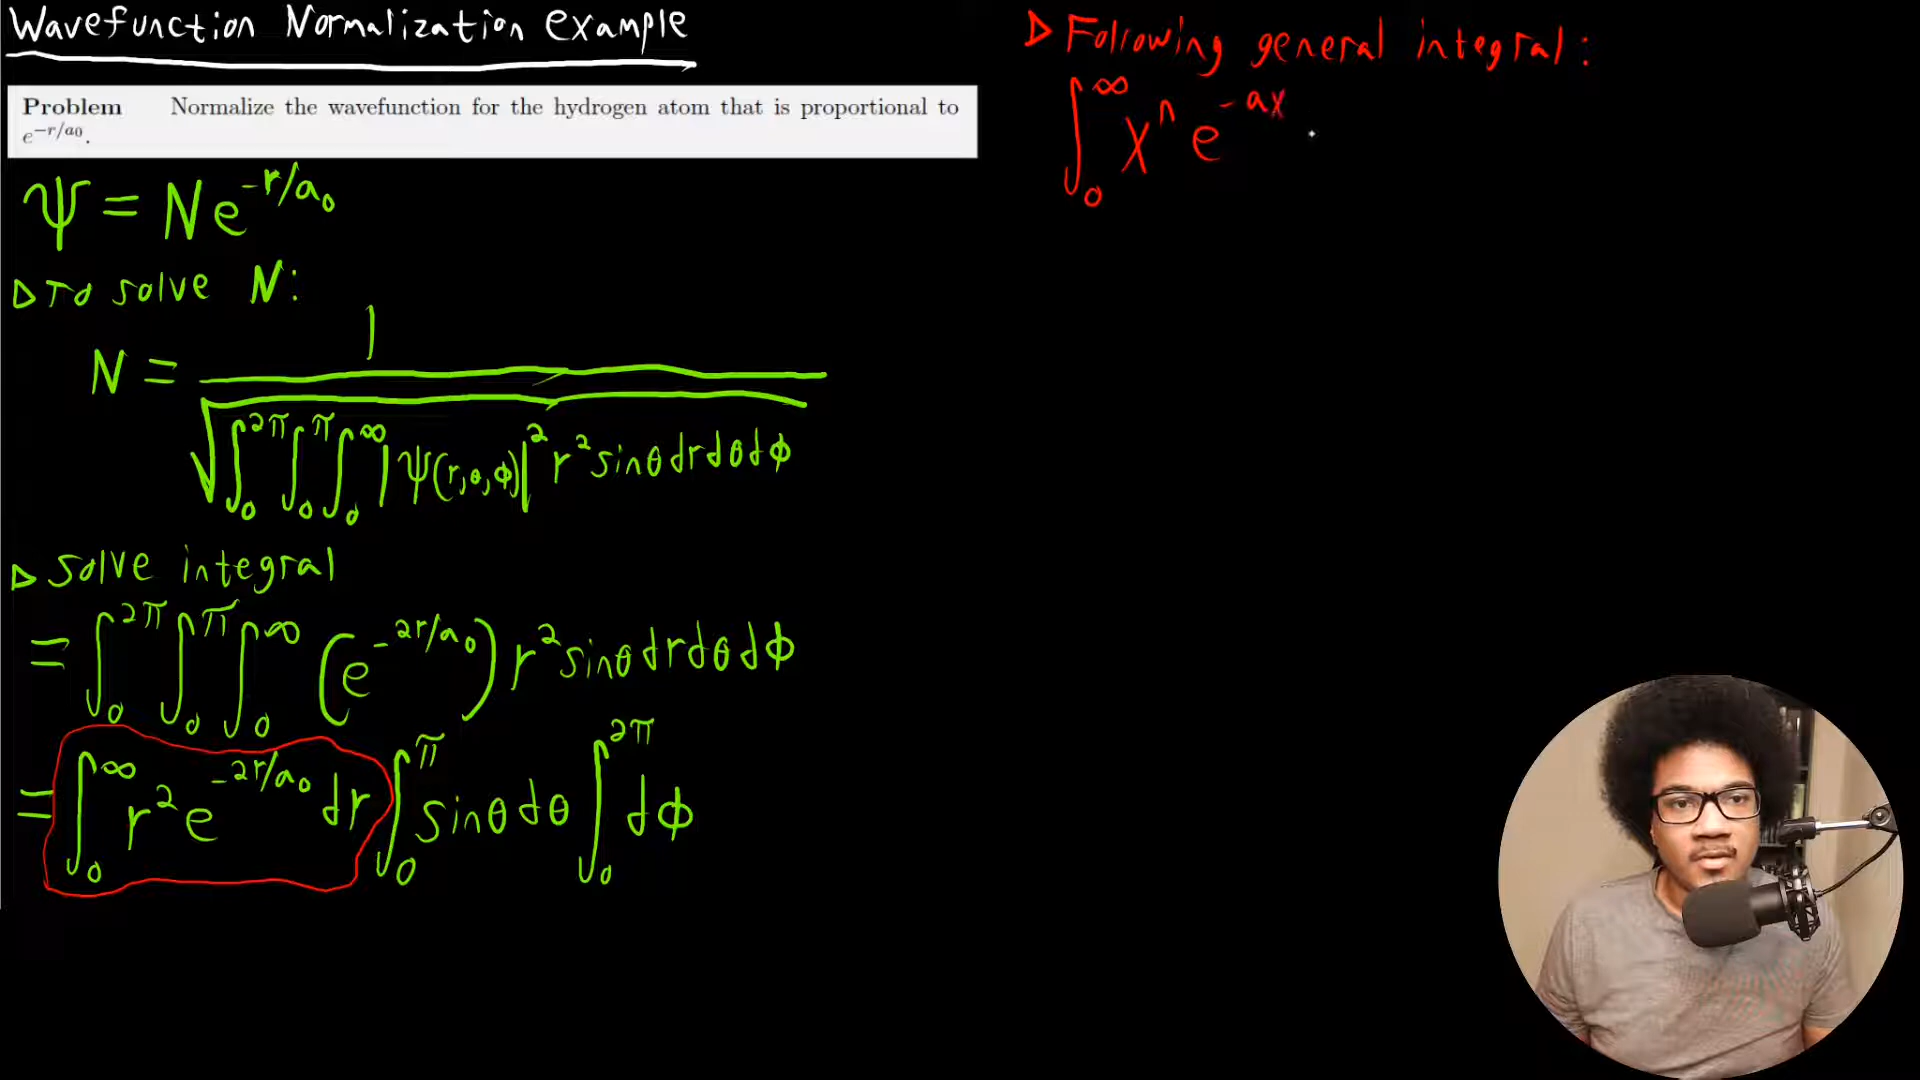 Wavefunction Normalization example
Problem Normalize the wavefunction for the hydrogen atom that is proportional to
e^{-r/a_0}.
Ψ = Ne^{-r/a_0}
▷ To solve N:
N = 1 / √(∫_0^{2π} ∫_0^π ∫_0^∞ |Ψ(r,θ,ϕ)|^2 r^2 sinθ dr dθ dϕ)
▷ Solve integral
= ∫_0^{2π} ∫_0^π ∫_0^∞ (e^{-2r/a_0}) r^2 sinθ dr dθ dϕ
= ∫_0^∞ r^2 e^{-2r/a_0} dr ∫_0^π sinθ dθ ∫_0^{2π} dϕ
▷ Following general integral:
∫_0^∞ x^n e^{-ax}